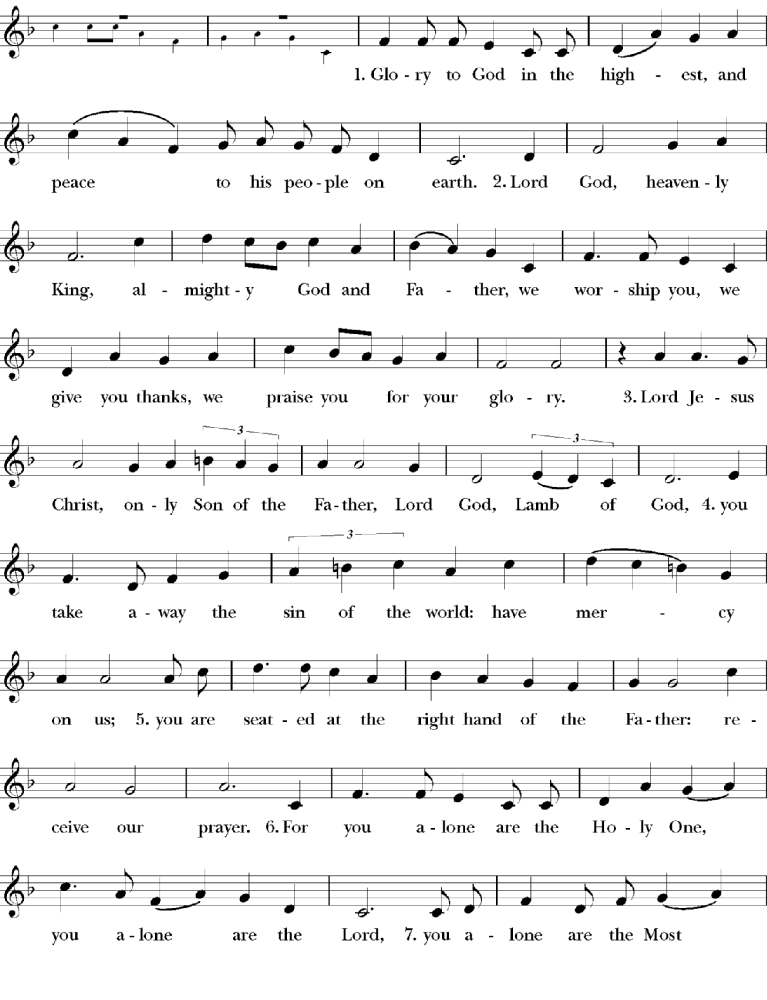 1. Glo - ry to God in the high - est, and
peace to his peo - ple on earth. 2. Lord God, heaven - ly
King, al - might - y God and Fa - ther, we wor - ship you, we
give you thanks, we praise you for your glo - ry. 3. Lord Je - sus
3 3
Christ, on - ly Son of the Fa - ther, Lord God, Lamb of God, 4. you
3
take a - way the sin of the world: have mer - cy
on us; 5. you are seat - ed at the right hand of the Fa - ther: re -
ceive our prayer. 6. For you a - lone are the Ho - ly One,
you a - lone are the Lord, 7. you a - lone are the Most